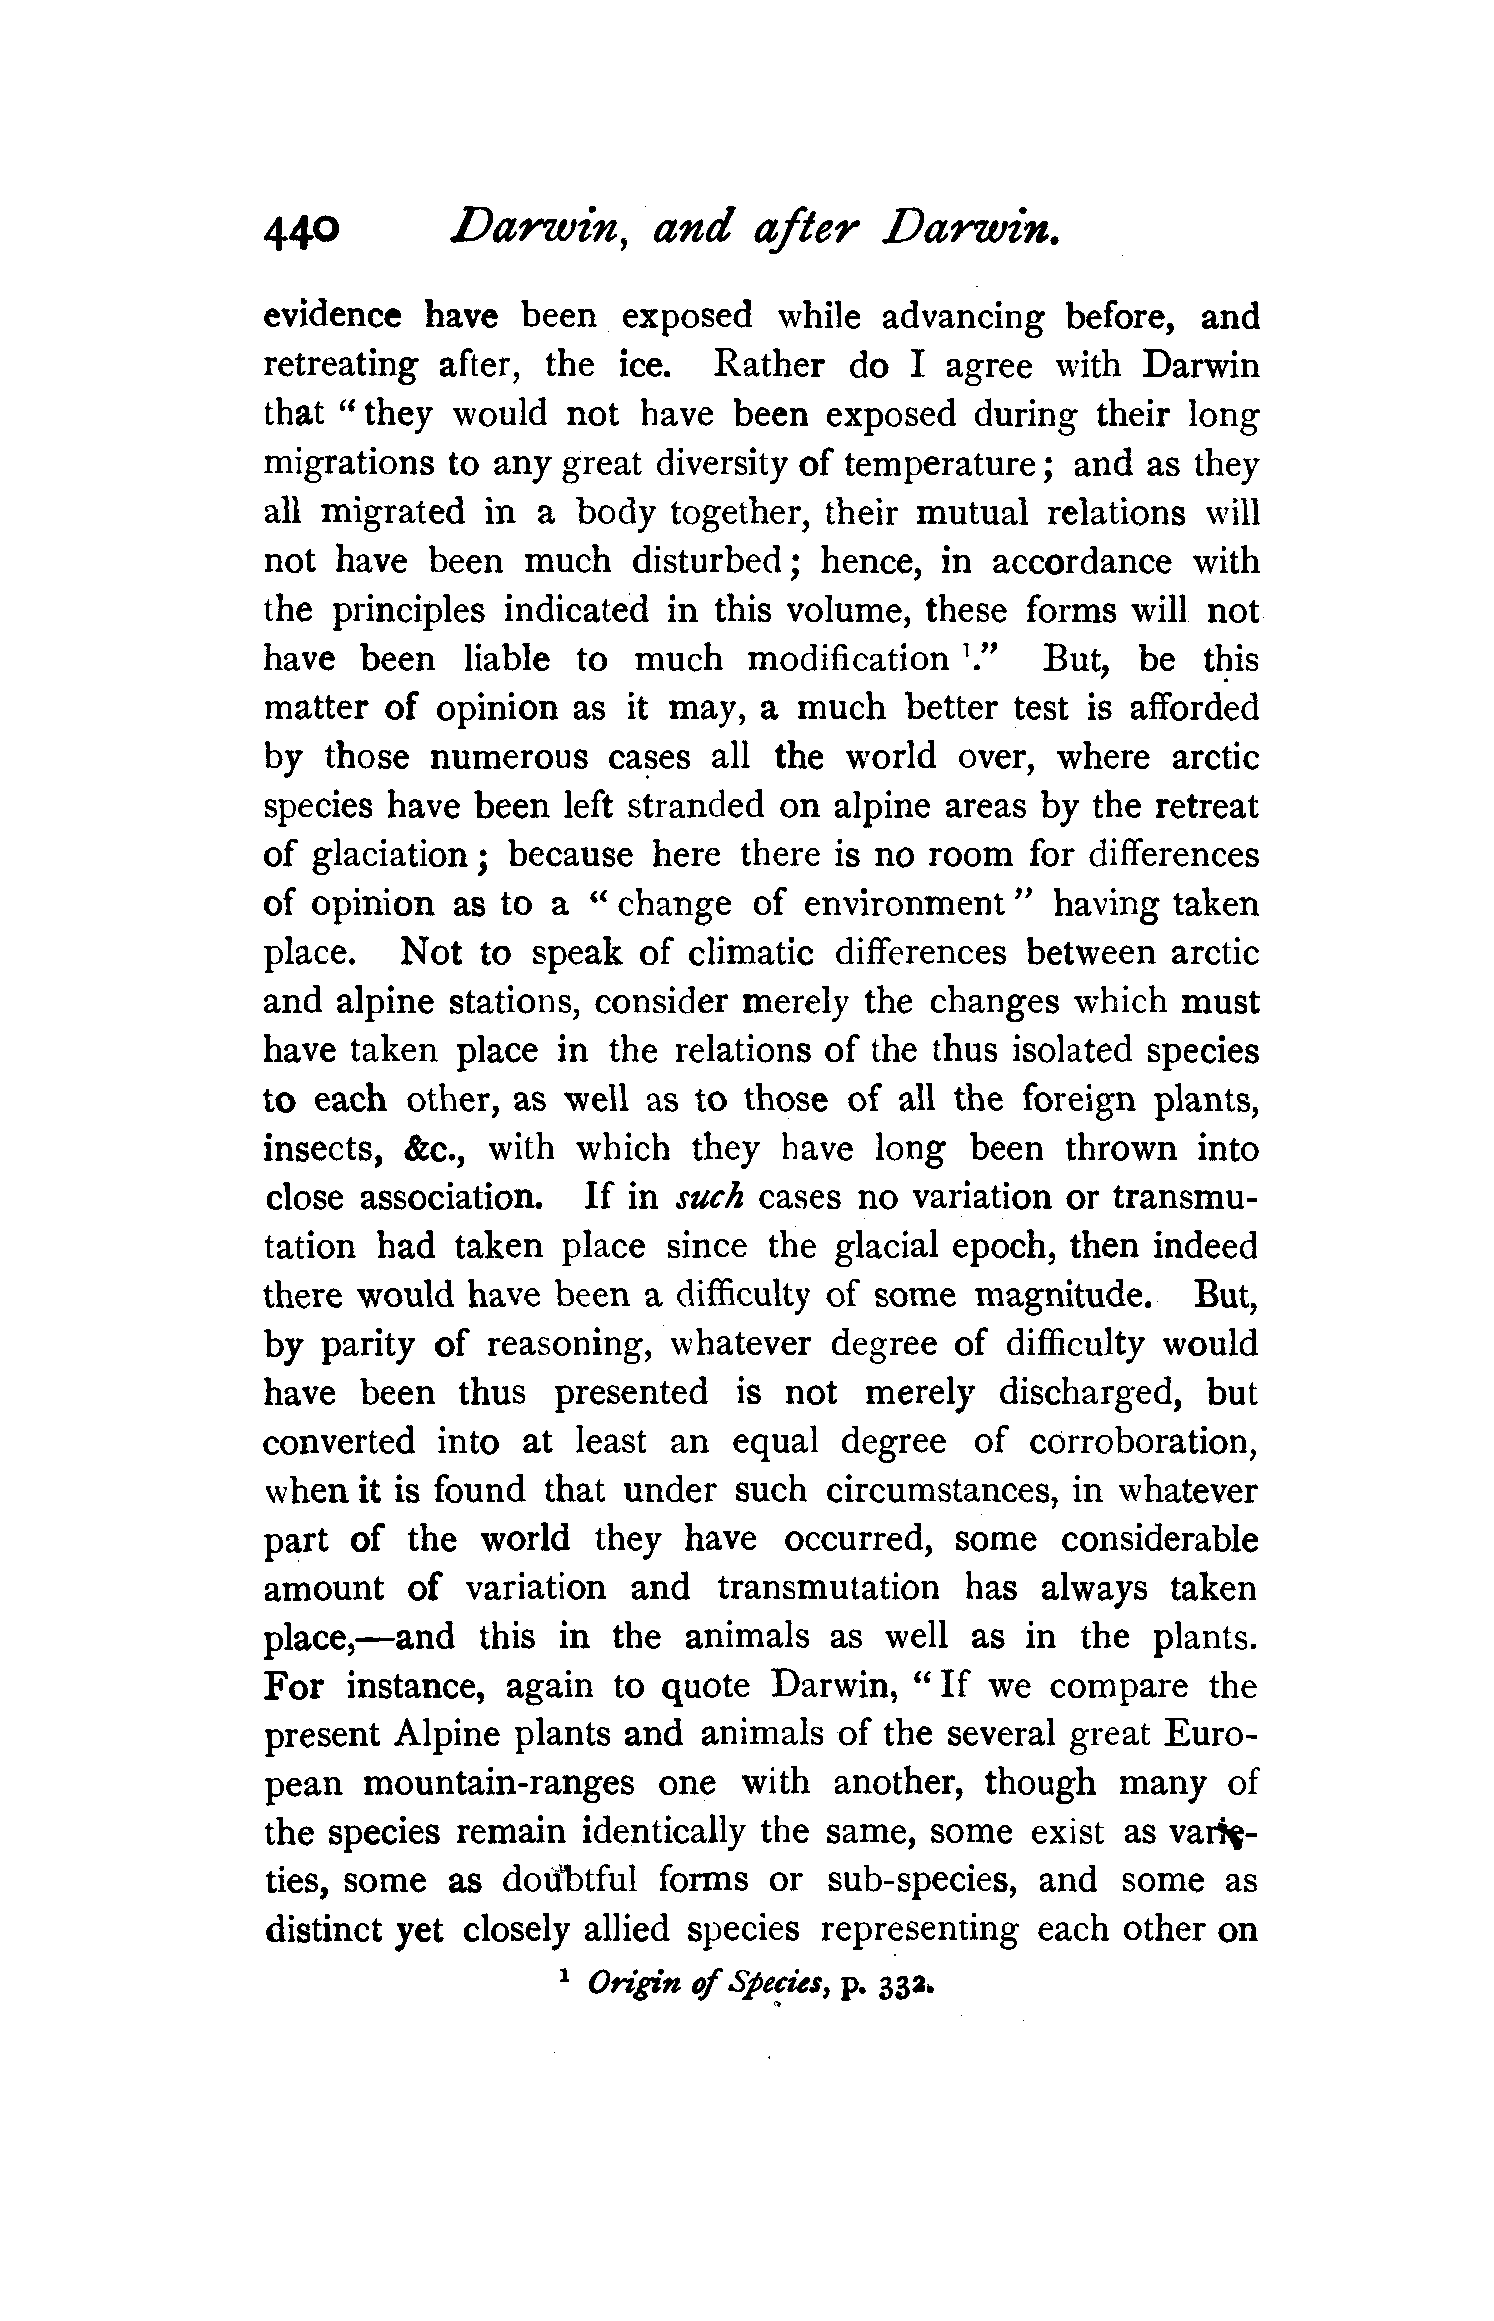 440 Darwin, and after Darwin.
evidence have been exposed while advancing before, and
retreating after, the ice. Rather do I agree with Darwin
that “ they would not have been exposed during their long
migrations to any great diversity of temperature ; and as they
all migrated in a body together, their mutual relations will
not have been much disturbed ; hence, in accordance with
the principles indicated in this volume, these forms will not
have been liable to much modification ¹.” But, be this
matter of opinion as it may, a much better test is afforded
by those numerous cases all the world over, where arctic
species have been left stranded on alpine areas by the retreat
of glaciation ; because here there is no room for differences
of opinion as to a “ change of environment ” having taken
place. Not to speak of climatic differences between arctic
and alpine stations, consider merely the changes which must
have taken place in the relations of the thus isolated species
to each other, as well as to those of all the foreign plants,
insects, &c., with which they have long been thrown into
close association. If in such cases no variation or transmu-
tation had taken place since the glacial epoch, then indeed
there would have been a difficulty of some magnitude. But,
by parity of reasoning, whatever degree of difficulty would
have been thus presented is not merely discharged, but
converted into at least an equal degree of corroboration,
when it is found that under such circumstances, in whatever
part of the world they have occurred, some considerable
amount of variation and transmutation has always taken
place,—and this in the animals as well as in the plants.
For instance, again to quote Darwin, “ If we compare the
present Alpine plants and animals of the several great Euro-
pean mountain-ranges one with another, though many of
the species remain identically the same, some exist as varie-
ties, some as doubtful forms or sub-species, and some as
distinct yet closely allied species representing each other on
¹ Origin of Species, p. 332.